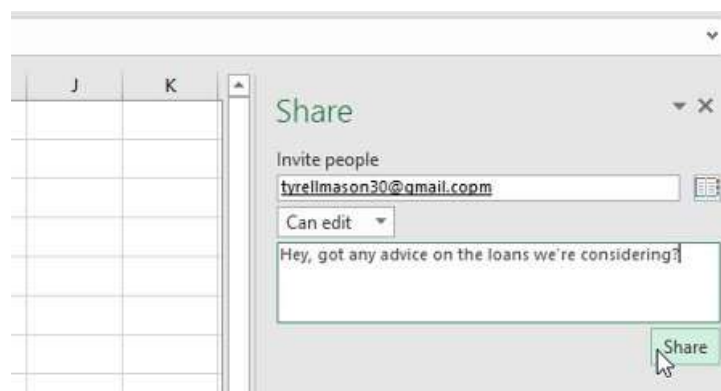 J K
Share
Invite people
tyrellmason30@gmail.copm
Can edit
Hey, got any advice on the loans we're considering?
Share